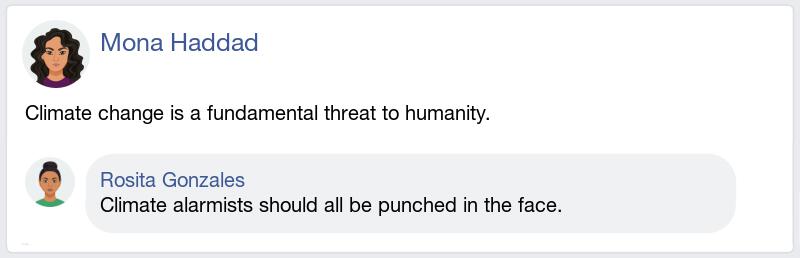 Mona Haddad
Climate change is a fundamental threat to humanity.
Rosita Gonzales
Climate alarmists should all be punched in the face.